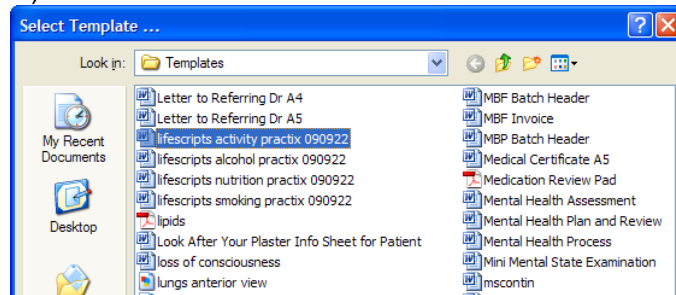 Select Template ...
Look in:
Templates
My Recent
Documents
Desktop
Letter to Referring Dr A4
Letter to Referring Dr A5
lifescripts activity practix 090922
lifescripts alcohol practix 090922
lifescripts nutrition practix 090922
lifescripts smoking practix 090922
lipids
Look After Your Plaster Info Sheet for Patient
loss of consciousness
lungs anterior view
MBF Batch Header
MBF Invoice
MBP Batch Header
Medical Certificate A5
Medication Review Pad
Mental Health Assessment
Mental Health Plan and Review
Mental Health Process
Mini Mental State Examination
mscontin